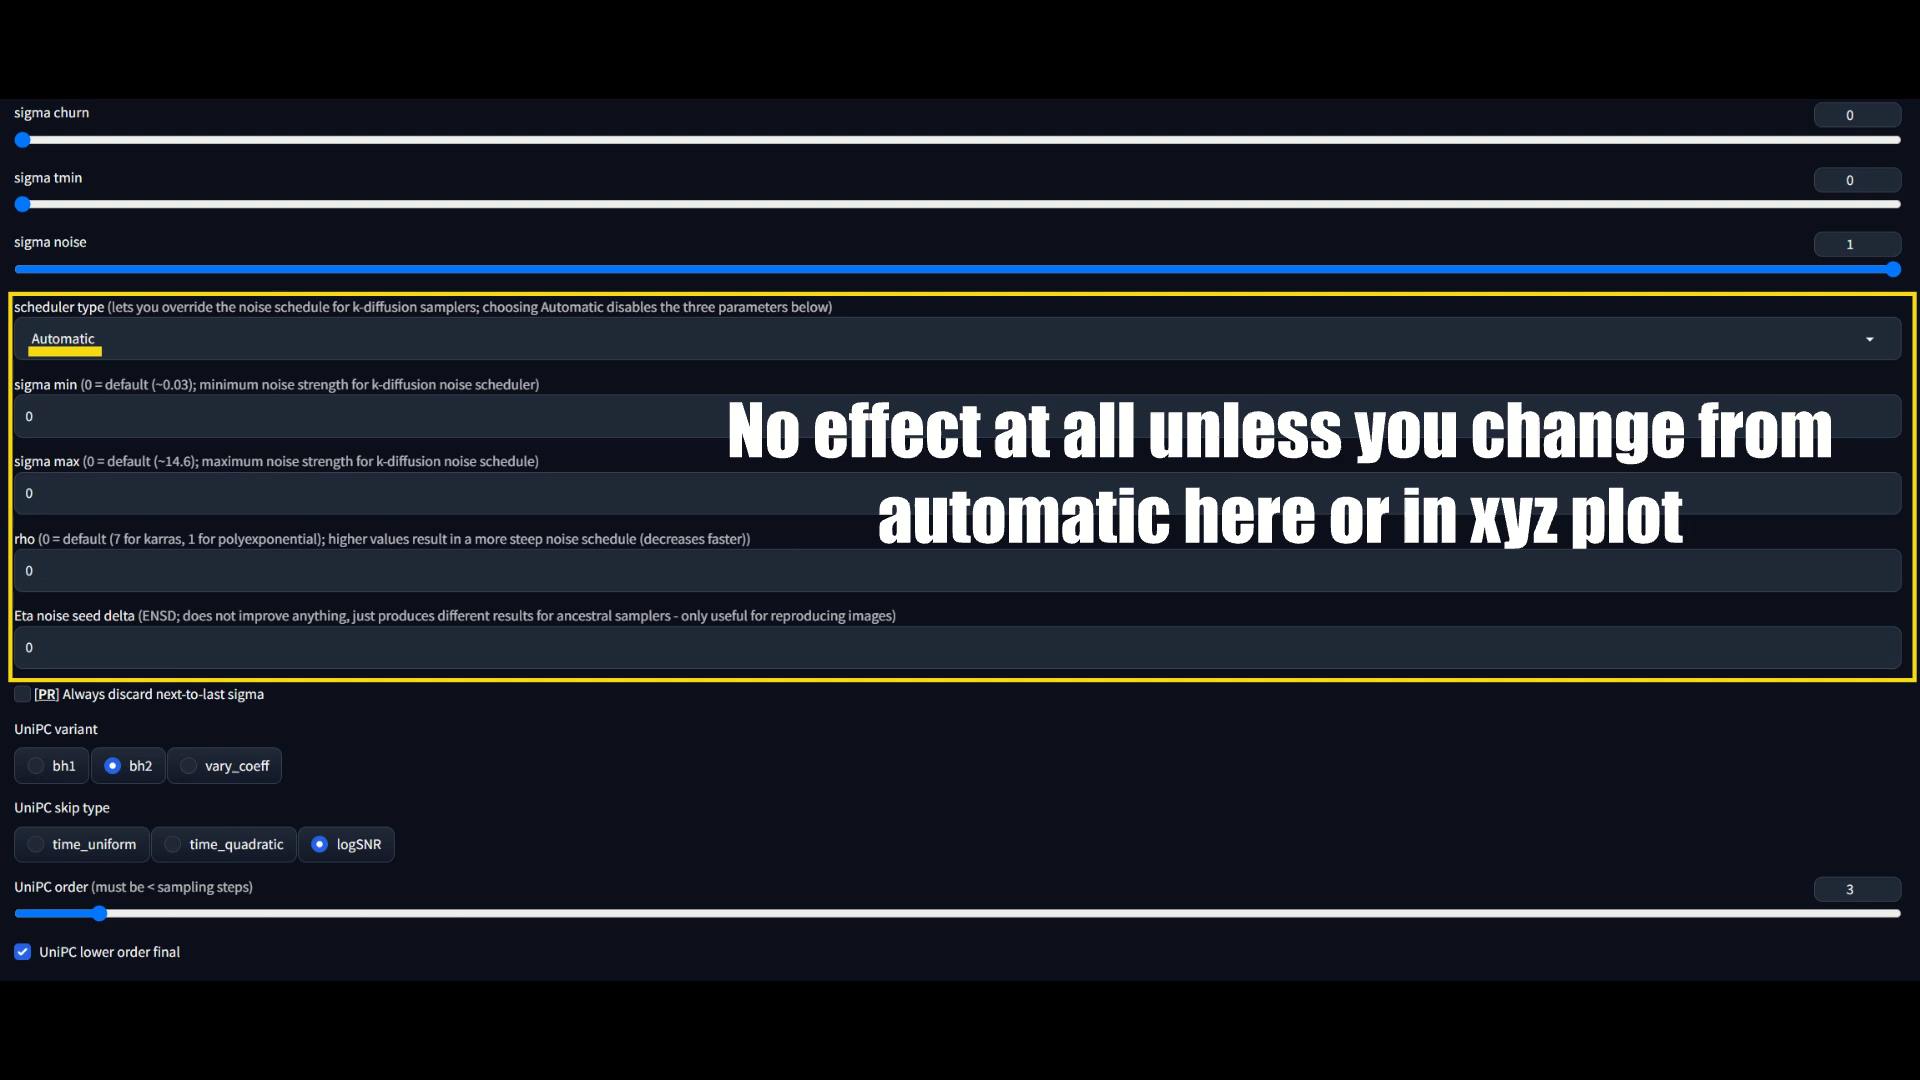 sigma churn
0
sigma tmin
0
sigma noise
1
scheduler type (lets you override the noise schedule for k-diffusion samplers; choosing Automatic disables the three parameters below)
Automatic
sigma min (0 = default (~0.03); minimum noise strength for k-diffusion noise scheduler)
0
No effect at all unless you change from
sigma max (0 = default (~14.6); maximum noise strength for k-diffusion noise schedule)
0
automatic here or in xyz plot
rho (0 = default (7 for karras, 1 for polyexponential); higher values result in a more steep noise schedule (decreases faster))
0
Eta noise seed delta (ENSD; does not improve anything, just produces different results for ancestral samplers - only useful for reproducing images)
0
[PR] Always discard next-to-last sigma
UniPC variant
bh1 bh2 vary_coeff
UniPC skip type
time_uniform time_quadratic logSNR
UniPC order (must be < sampling steps)
3
UniPC lower order final